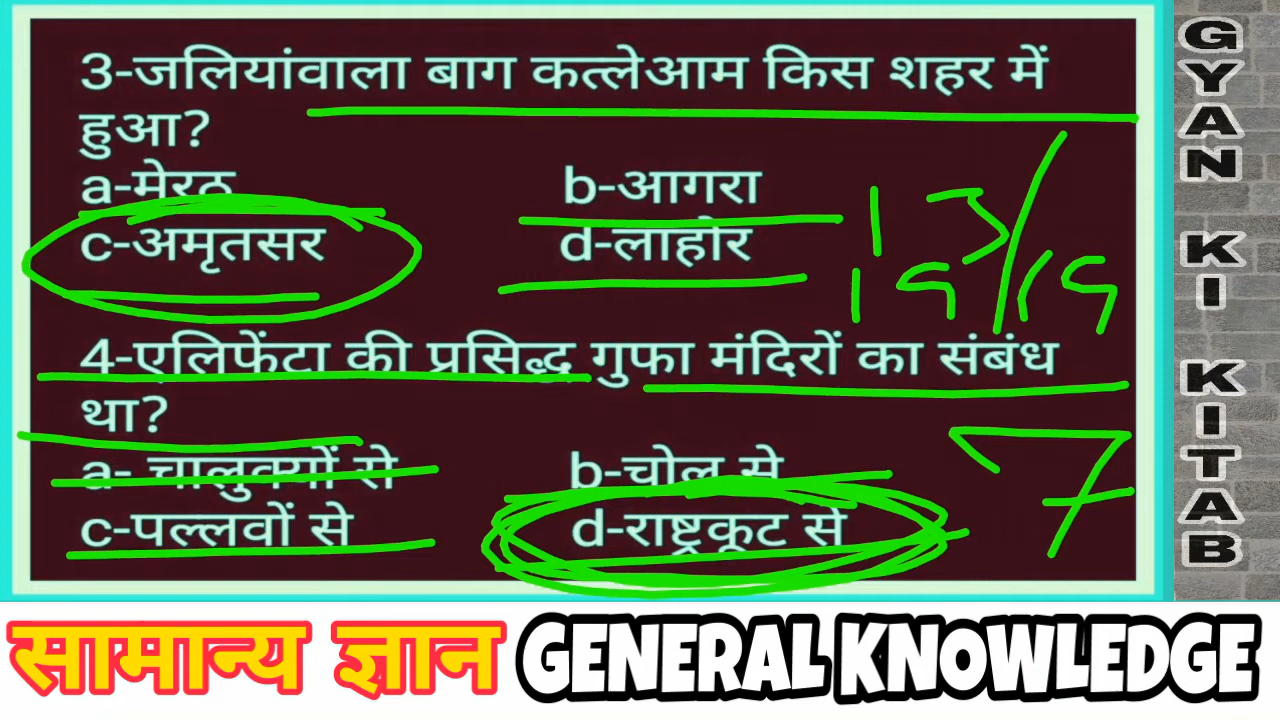 3-जलियांवाला बाग कत्लेआम किस शहर में
हुआ?
a-मेरठ b-आगरा
c-अमृतसर d-लाहोर
13/
1919
4-एलिफेंटा की प्रसिद्ध गुफा मंदिरों का संबंध
था?
a- चालुक्यों से b-चोल से
c-पल्लवों से d-राष्ट्रकूट से
7
GYAN KI KITAB
सामान्य ज्ञान GENERAL KNOWLEDGE